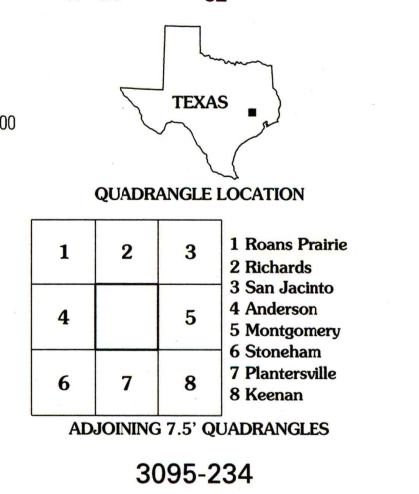 00
TEXAS
QUADRANGLE LOCATION
1 2 3
4 5
6 7 8
1 Roans Prairie
2 Richards
3 San Jacinto
4 Anderson
5 Montgomery
6 Stoneham
7 Plantersville
8 Keenan
ADJOINING 7.5' QUADRANGLES
3095-234